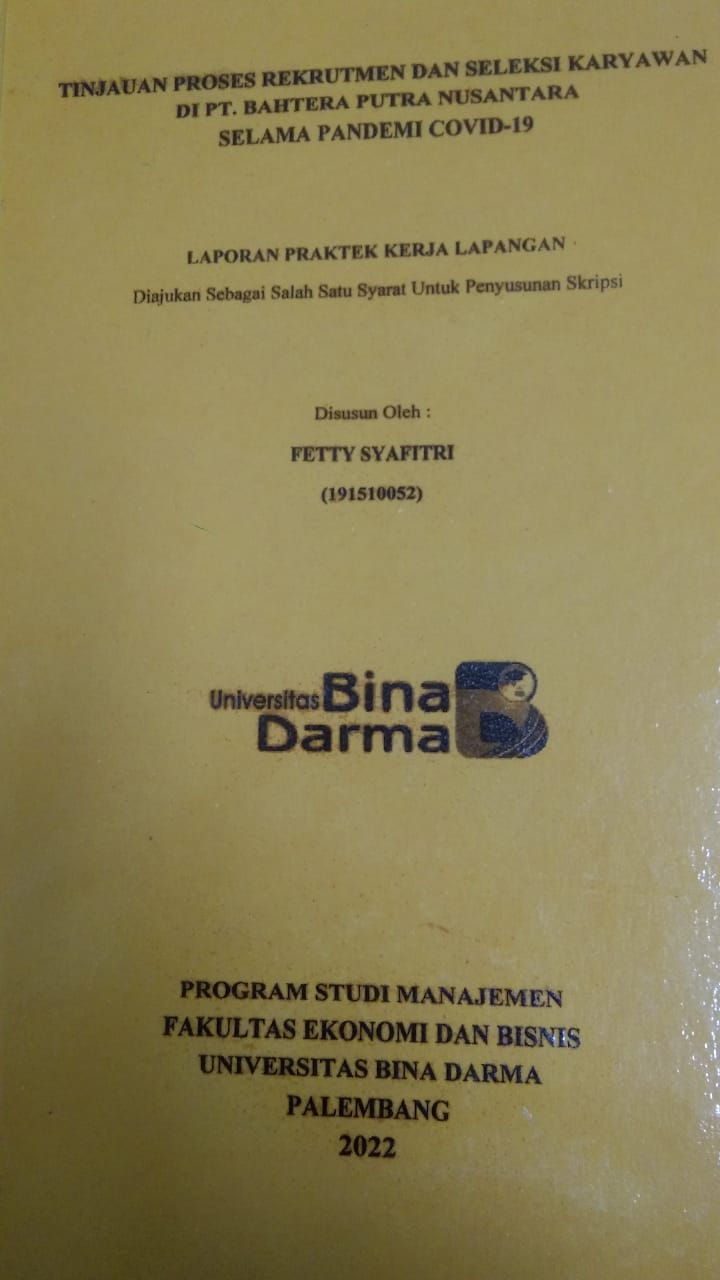 TINJAUAN PROSES REKRUTMEN DAN SELEKSI KARYAWAN
DI PT. BAHTERA PUTRA NUSANTARA
SELAMA PANDEMI COVID-19
LAPORAN PRAKTEK KERJA LAPANGAN
Diajukan Sebagai Salah Satu Syarat Untuk Penyusunan Skripsi
Disusun Oleh :
FETTY SYAFITRI
(191510052)
Universitas Bina
Darma
PROGRAM STUDI MANAJEMEN
FAKULTAS EKONOMI DAN BISNIS
UNIVERSITAS BINA DARMA
PALEMBANG
2022